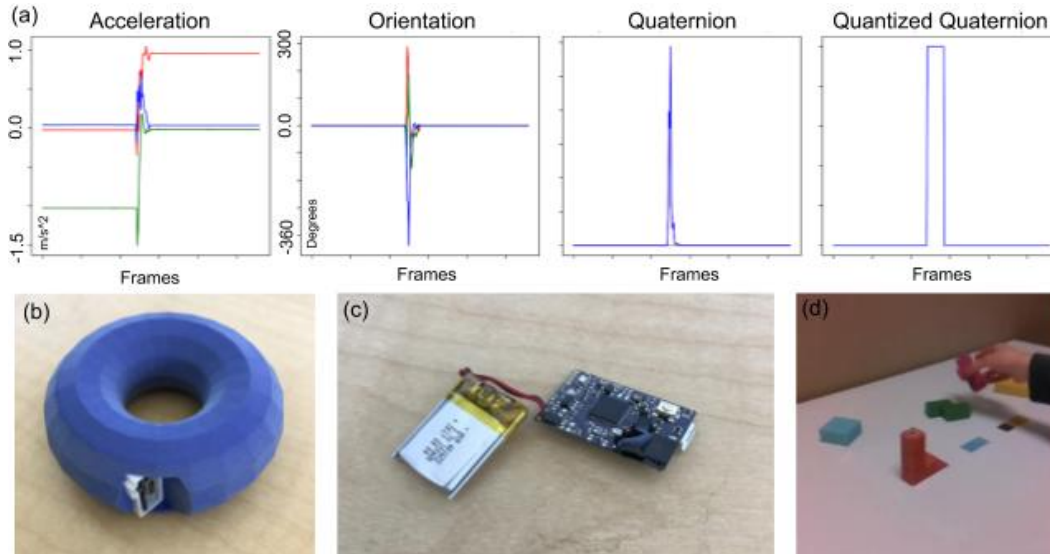 (a)
Acceleration
Orientation
Quaternion
Quantized Quaternion
1.0
0.0
-1.5
m/s^2
300
0.0
-360
Degrees
Frames
Frames
Frames
Frames
(b)
(c)
(d)